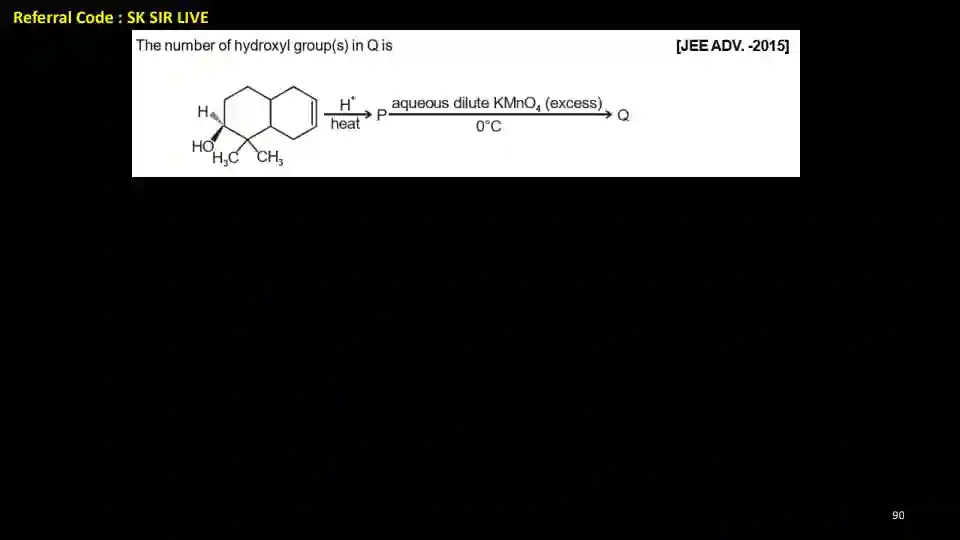 Referral Code : SK SIR LIVE
The number of hydroxyl group(s) in Q is [JEE ADV. -2015]
H
HO
H₃C CH₃
H⁺
heat
P
aqueous dilute KMnO₄ (excess)
0°C
Q
90